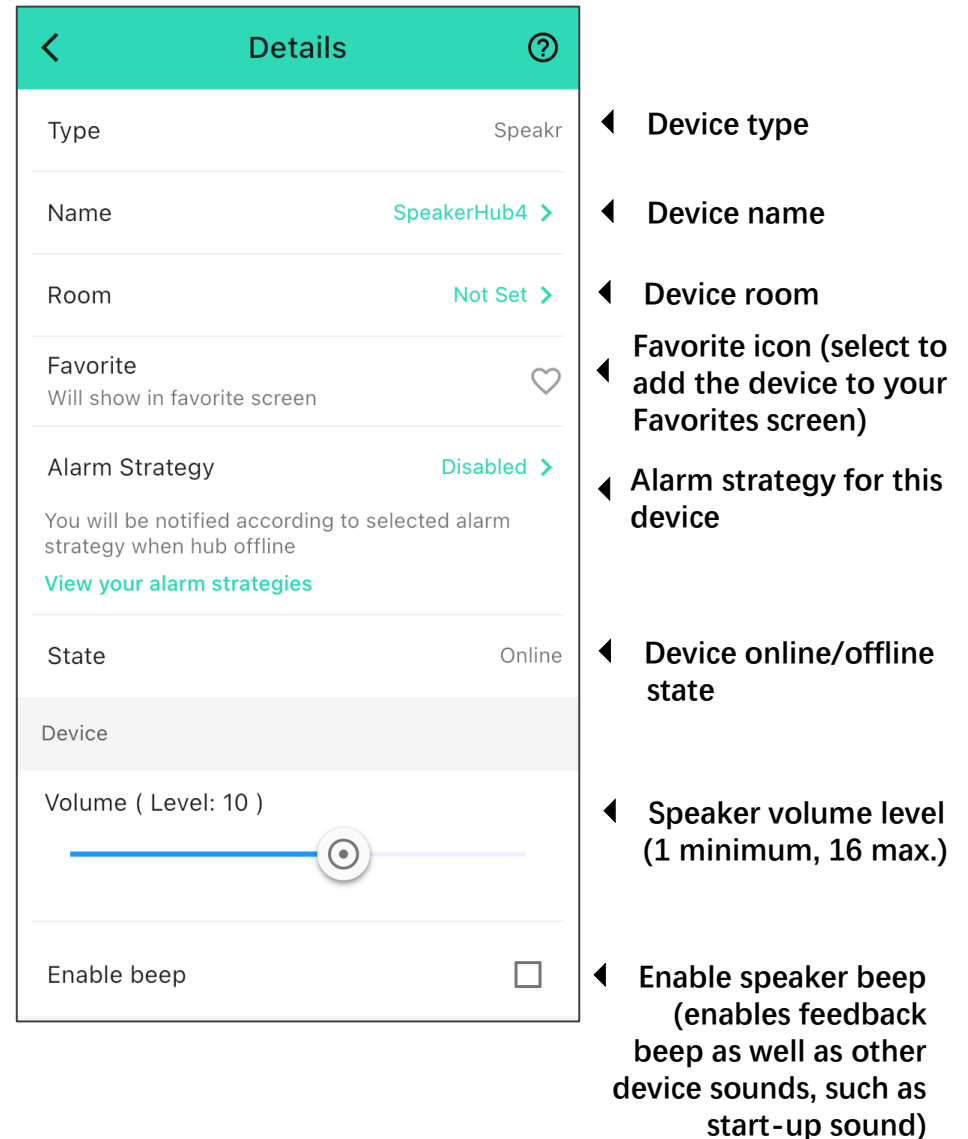 Details
Type
Speakr
Device type
Name
SpeakerHub4
Device name
Room
Not Set
Device room
Favorite
Will show in favorite screen
Favorite icon (select to
add the device to your
Favorites screen)
Alarm Strategy
Disabled
You will be notified according to selected alarm
strategy when hub offline
View your alarm strategies
Alarm strategy for this
device
State
Online
Device online/offline
state
Device
Volume ( Level: 10 )
Speaker volume level
(1 minimum, 16 max.)
Enable beep
Enable speaker beep
(enables feedback
beep as well as other
device sounds, such as
start-up sound)